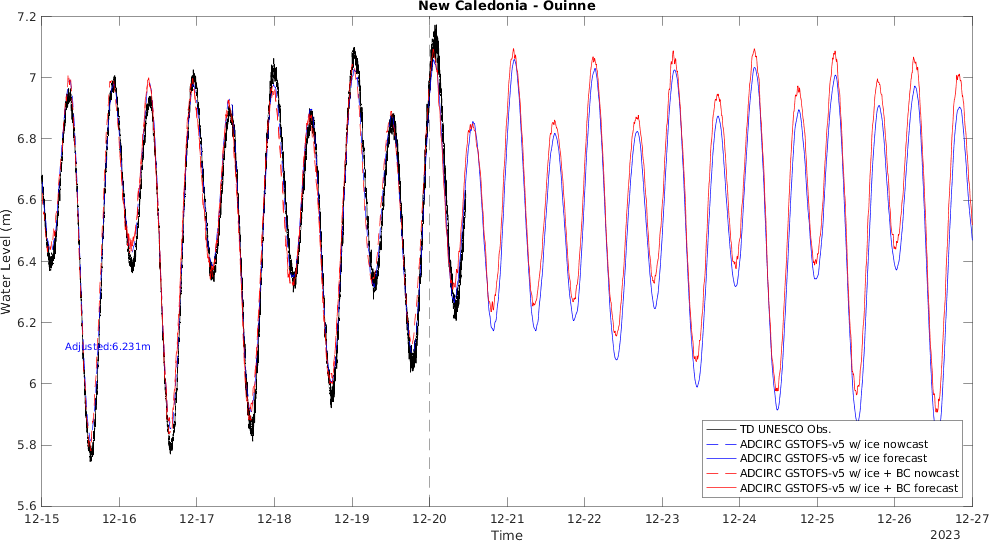 New Caledonia - Ouinne
7.2
7
6.8
6.6
6.4
6.2
6
5.8
5.6
Water Level (m)
Adjusted:6.231m
TD UNESCO Obs.
ADCIRC GSTOFS-v5 w/ ice nowcast
ADCIRC GSTOFS-v5 w/ ice forecast
ADCIRC GSTOFS-v5 w/ ice + BC nowcast
ADCIRC GSTOFS-v5 w/ ice + BC forecast
12-15 12-16 12-17 12-18 12-19 12-20 12-21 12-22 12-23 12-24 12-25 12-26 12-27
Time
2023